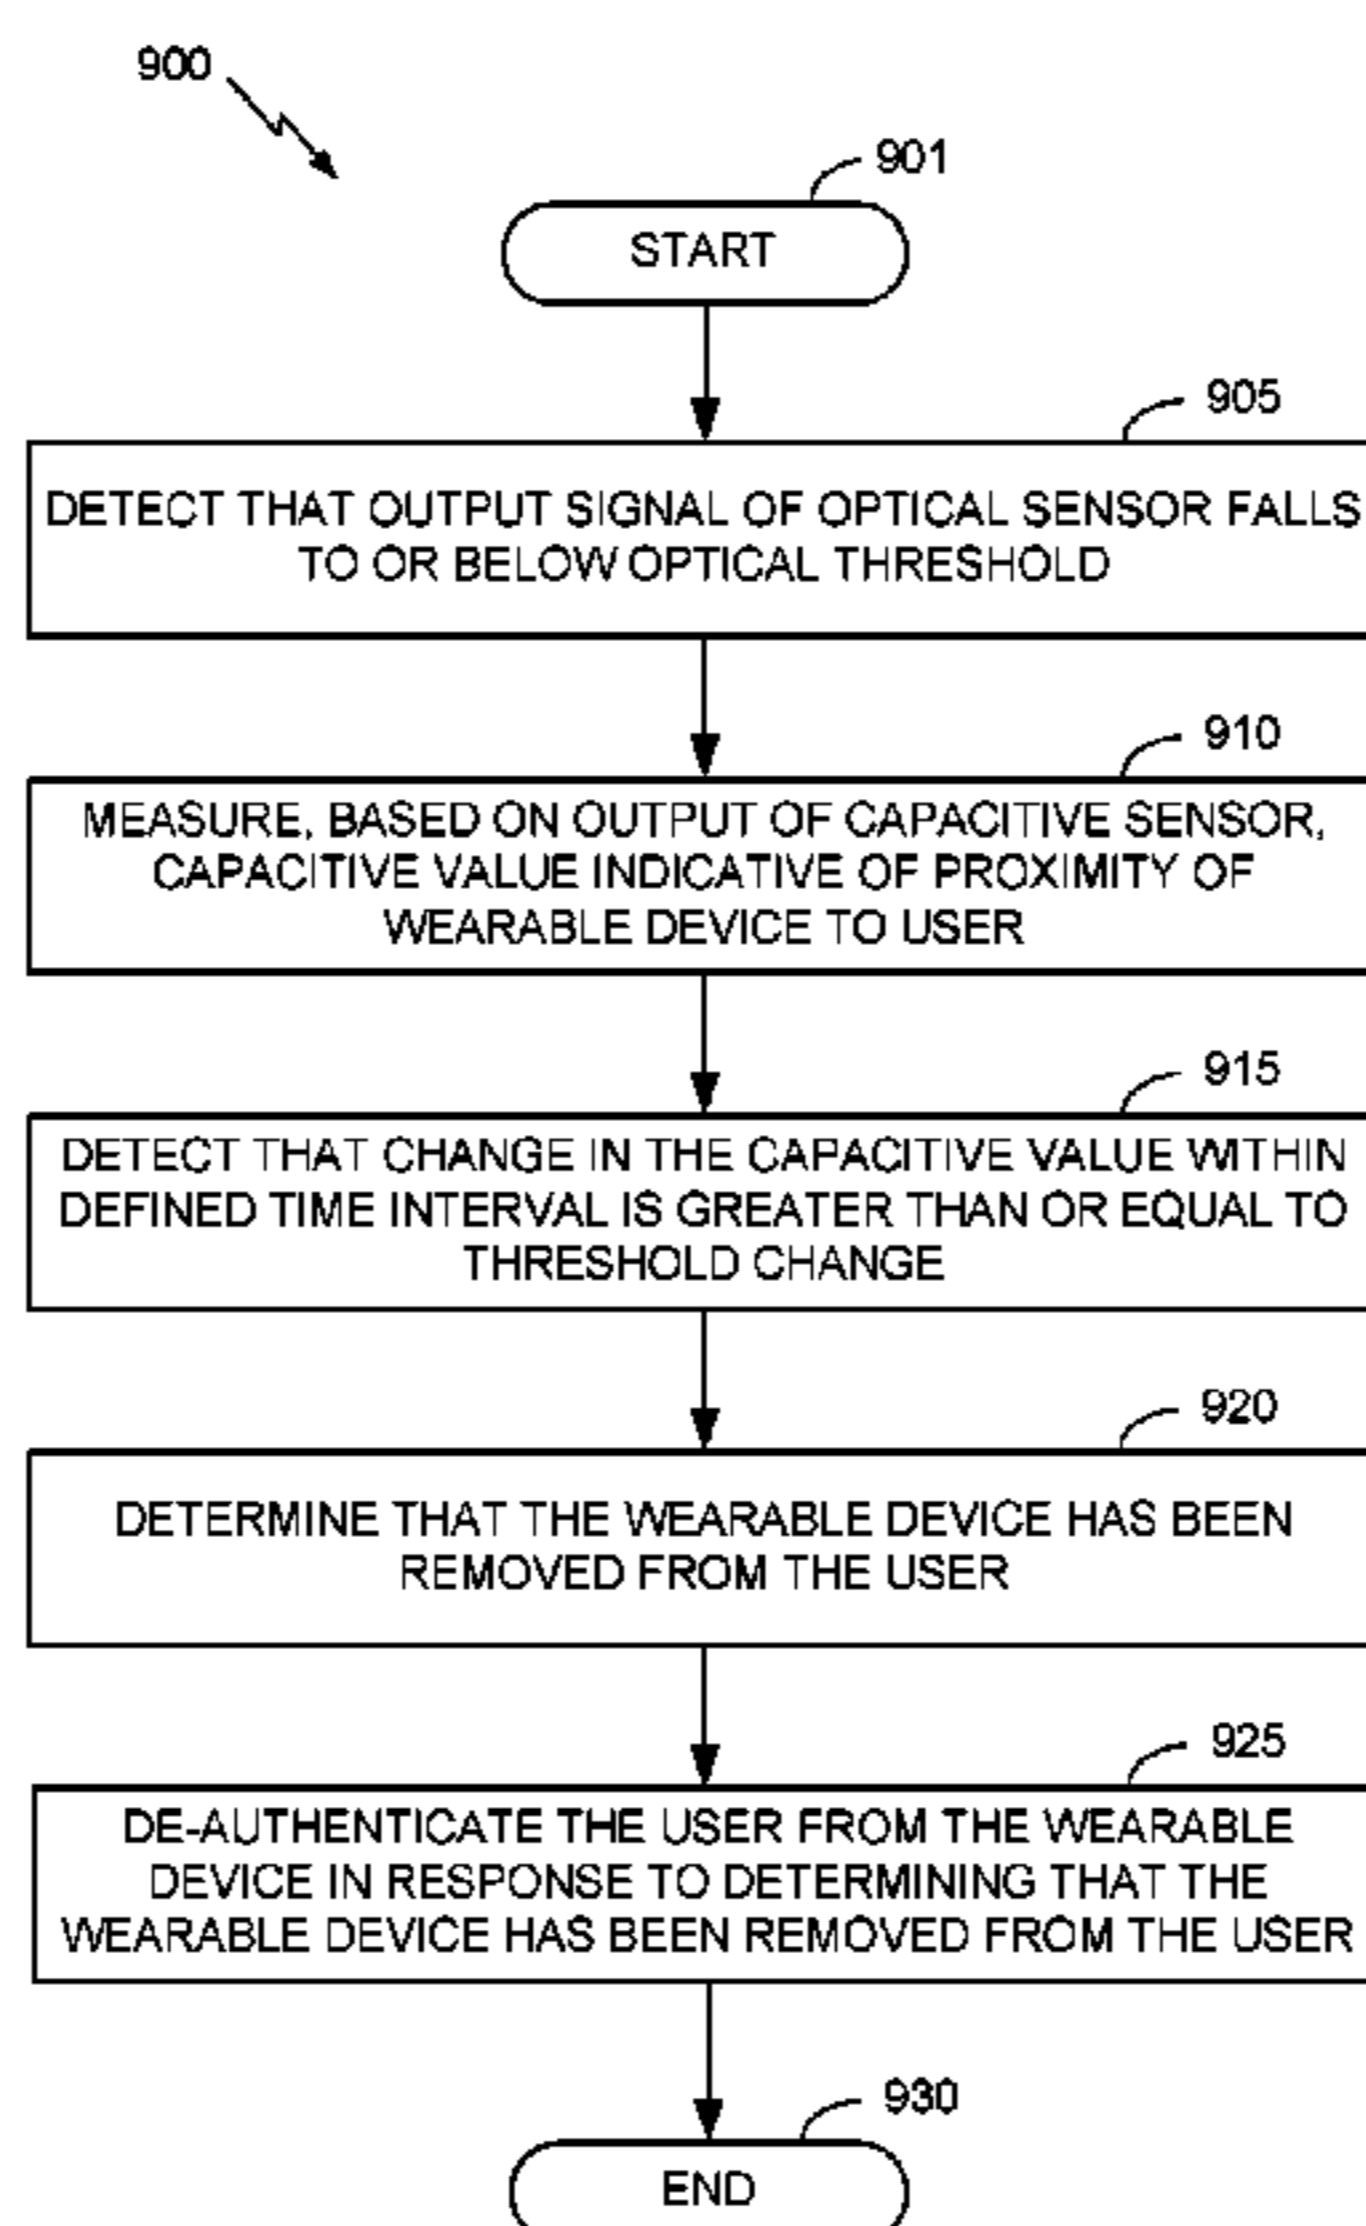 900
901
START
905
DETECT THAT OUTPUT SIGNAL OF OPTICAL SENSOR FALLS
TO OR BELOW OPTICAL THRESHOLD
910
MEASURE, BASED ON OUTPUT OF CAPACITIVE SENSOR,
CAPACITIVE VALUE INDICATIVE OF PROXIMITY OF
WEARABLE DEVICE TO USER
915
DETECT THAT CHANGE IN THE CAPACITIVE VALUE WITHIN
DEFINED TIME INTERVAL IS GREATER THAN OR EQUAL TO
THRESHOLD CHANGE
920
DETERMINE THAT THE WEARABLE DEVICE HAS BEEN
REMOVED FROM THE USER
925
DE-AUTHENTICATE THE USER FROM THE WEARABLE
DEVICE IN RESPONSE TO DETERMINING THAT THE
WEARABLE DEVICE HAS BEEN REMOVED FROM THE USER
930
END